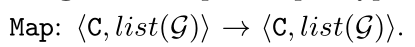 Map: ⟨C, list(𝒢)⟩ → ⟨C, list(𝒢)⟩.